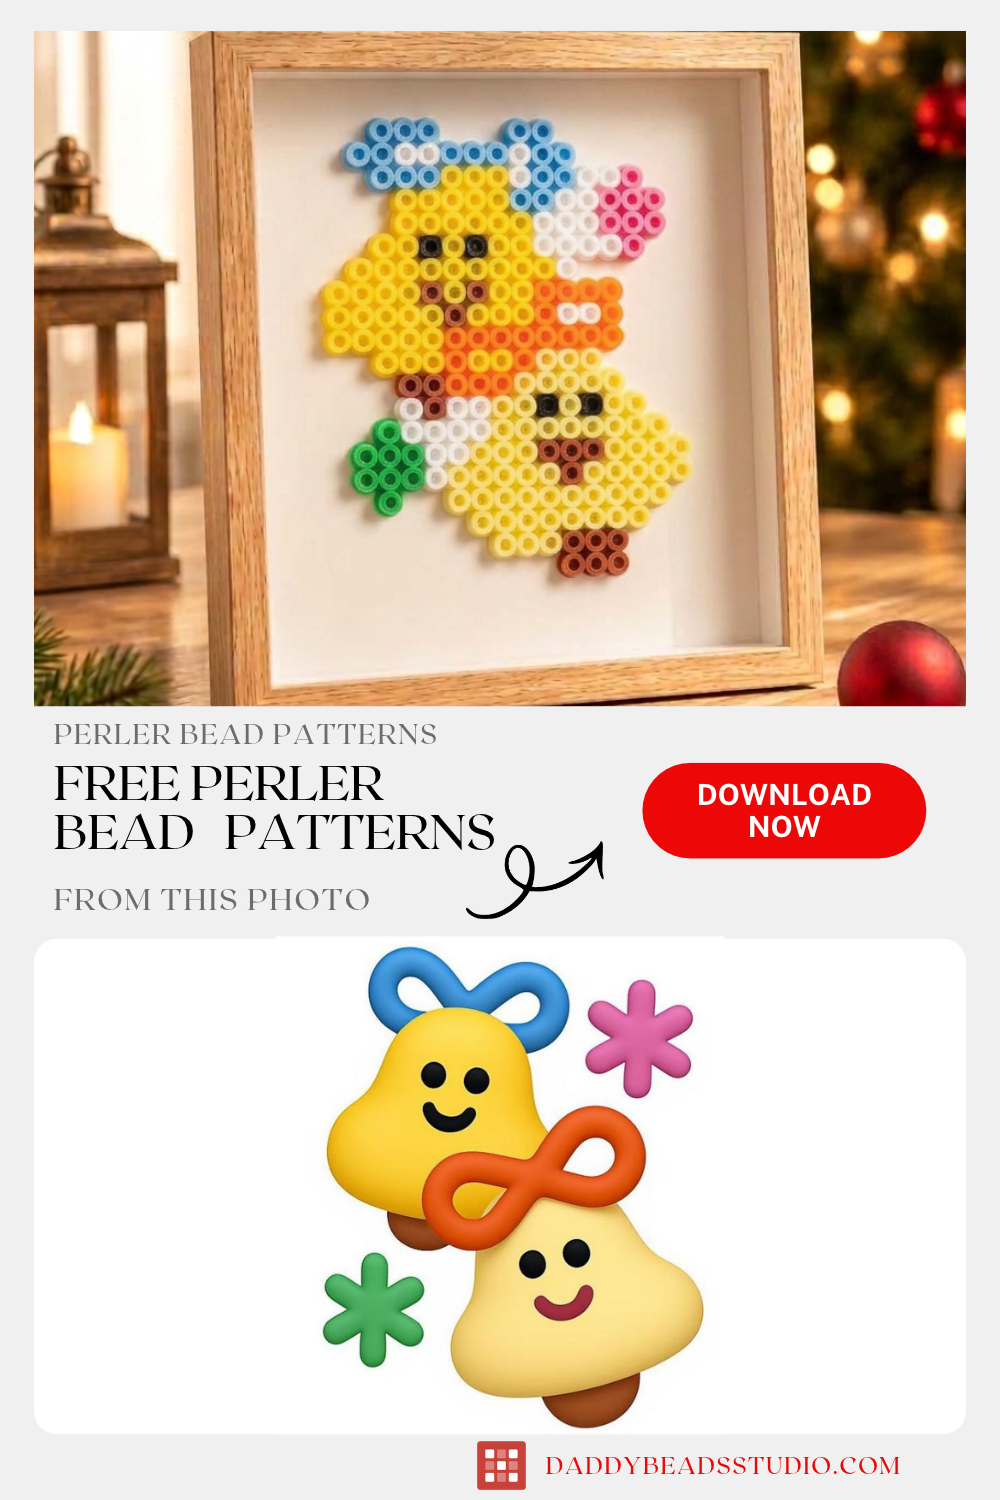 PERLER BEAD PATTERNS
FREE PERLER
BEAD PATTERNS
FROM THIS PHOTO
DOWNLOAD
NOW
DADDYBEADSSTUDIO.COM